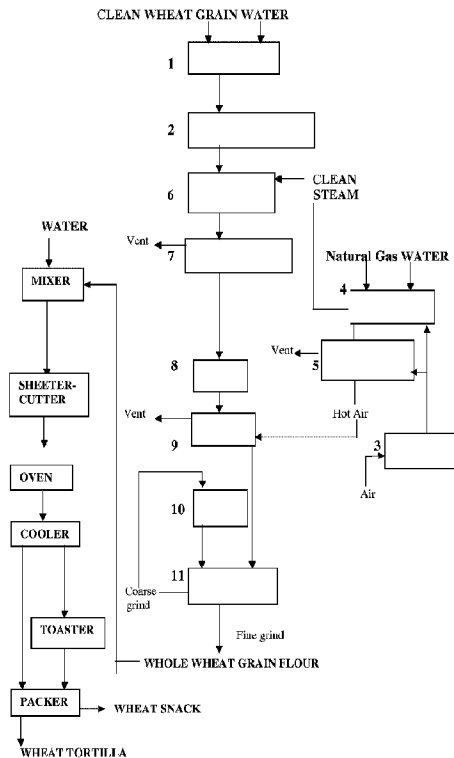 CLEAN WHEAT GRAIN WATER
1
2
6
CLEAN
STEAM
WATER
Vent
7
Natural Gas WATER
4
MIXER
8
Vent
5
SHEETER-
CUTTER
Vent
9
Hot Air
3
OVEN
10
Air
COOLER
11
Coarse
grind
TOASTER
Fine grind
WHOLE WHEAT GRAIN FLOUR
PACKER
WHEAT SNACK
WHEAT TORTILLA